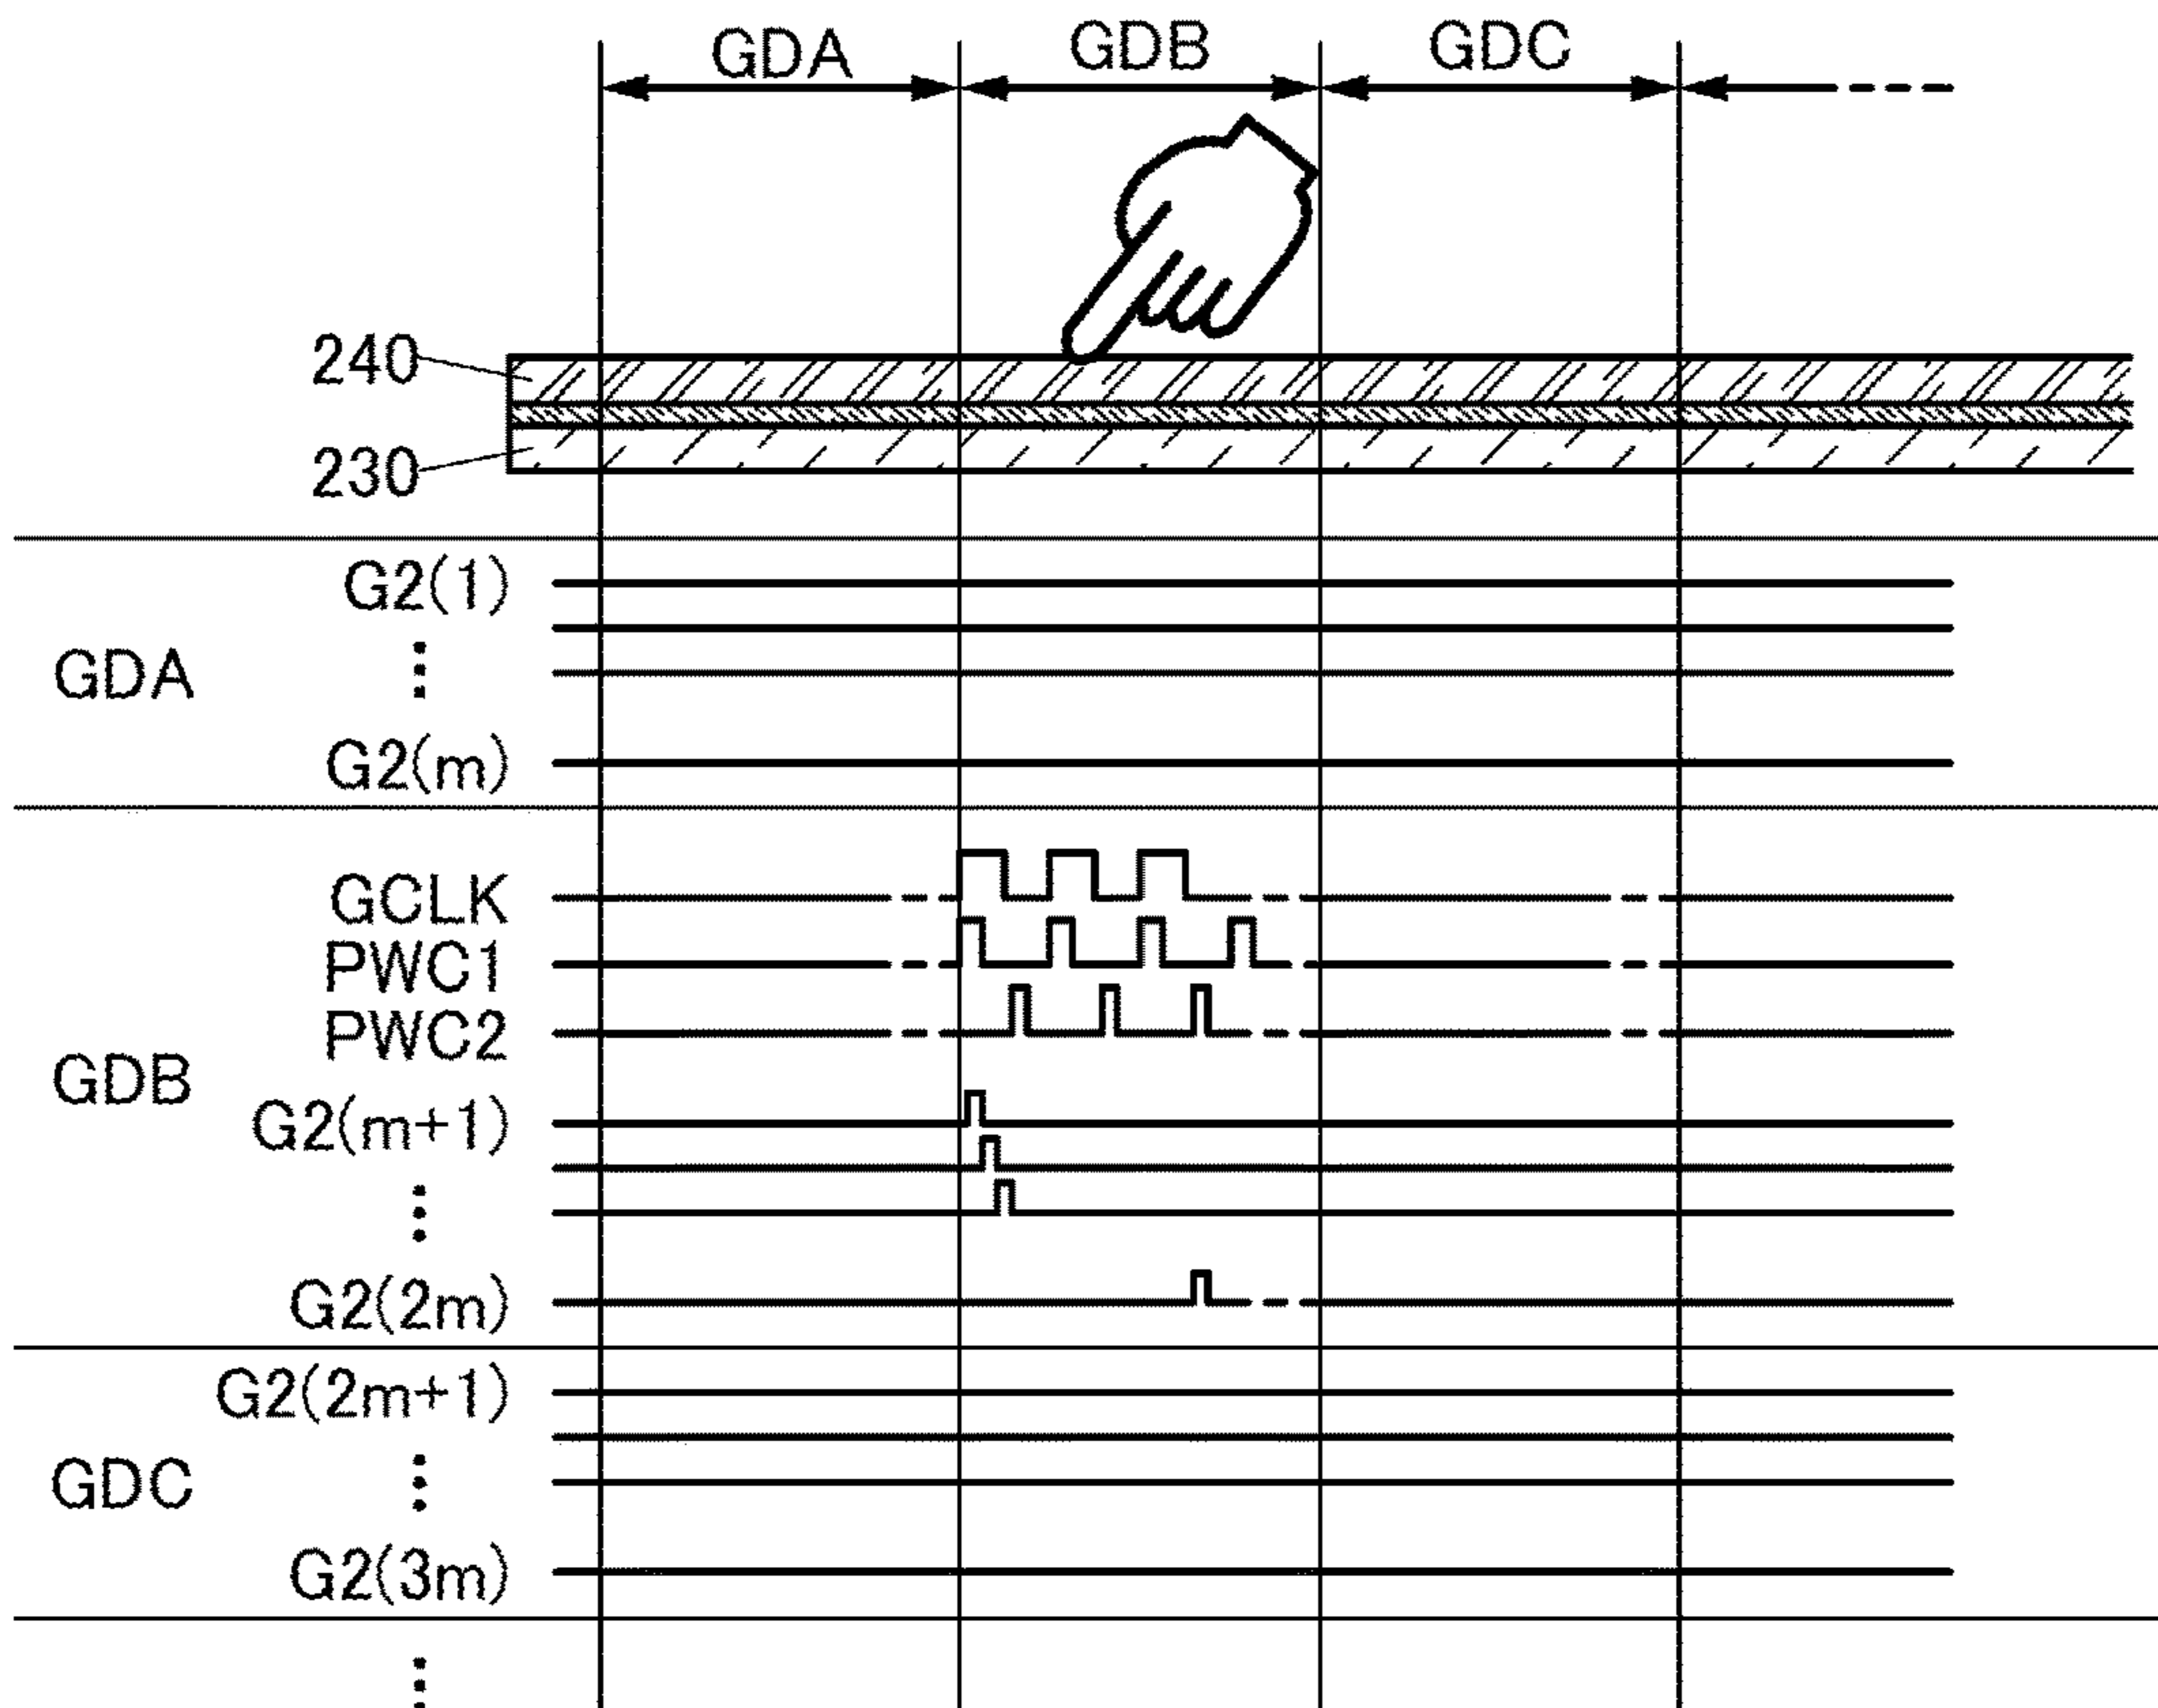 GDA GDB GDC
240
230
G2(1)
GDA
G2(m)
GCLK
PWC1
PWC2
GDB
G2(m+1)
G2(2m)
G2(2m+1)
GDC
G2(3m)